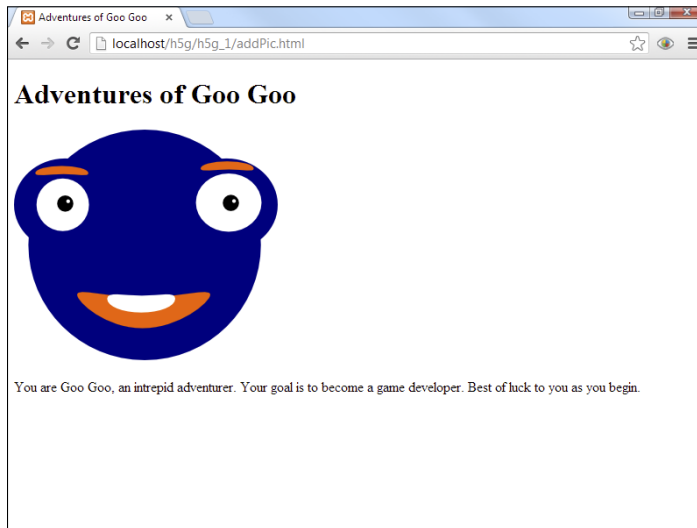 Adventures of Goo Goo
localhost/h5g/h5g_1/addPic.html
Adventures of Goo Goo
You are Goo Goo, an intrepid adventurer. Your goal is to become a game developer. Best of luck to you as you begin.